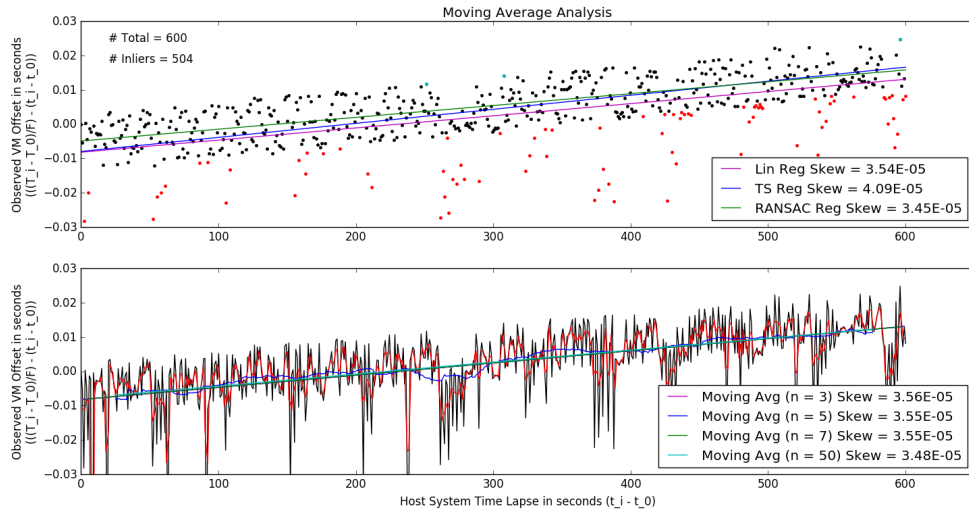 Moving Average Analysis
# Total = 600
# Inliers = 504
0.03
0.02
0.01
0.00
−0.01
−0.02
−0.03
Observed VM Offset in seconds
(((T_i - T_0)/F) - (t_i - t_0))
Lin Reg Skew = 3.54E-05
TS Reg Skew = 4.09E-05
RANSAC Reg Skew = 3.45E-05
0 100 200 300 400 500 600
0.03
0.02
0.01
0.00
−0.01
−0.02
−0.03
Observed VM Offset in seconds
(((T_i - T_0)/F) - (t_i - t_0))
Moving Avg (n = 3) Skew = 3.56E-05
Moving Avg (n = 5) Skew = 3.55E-05
Moving Avg (n = 7) Skew = 3.55E-05
Moving Avg (n = 50) Skew = 3.48E-05
0 100 200 300 400 500 600
Host System Time Lapse in seconds (t_i - t_0)